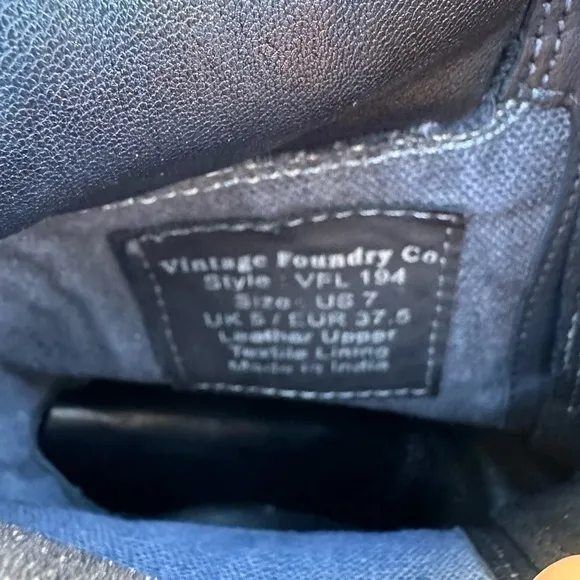 Vintage Foundry Co.
Style : VFL 194
Size : US 7
UK 5 / EUR 37.5
Leather Upper
Textile Lining
Made in India